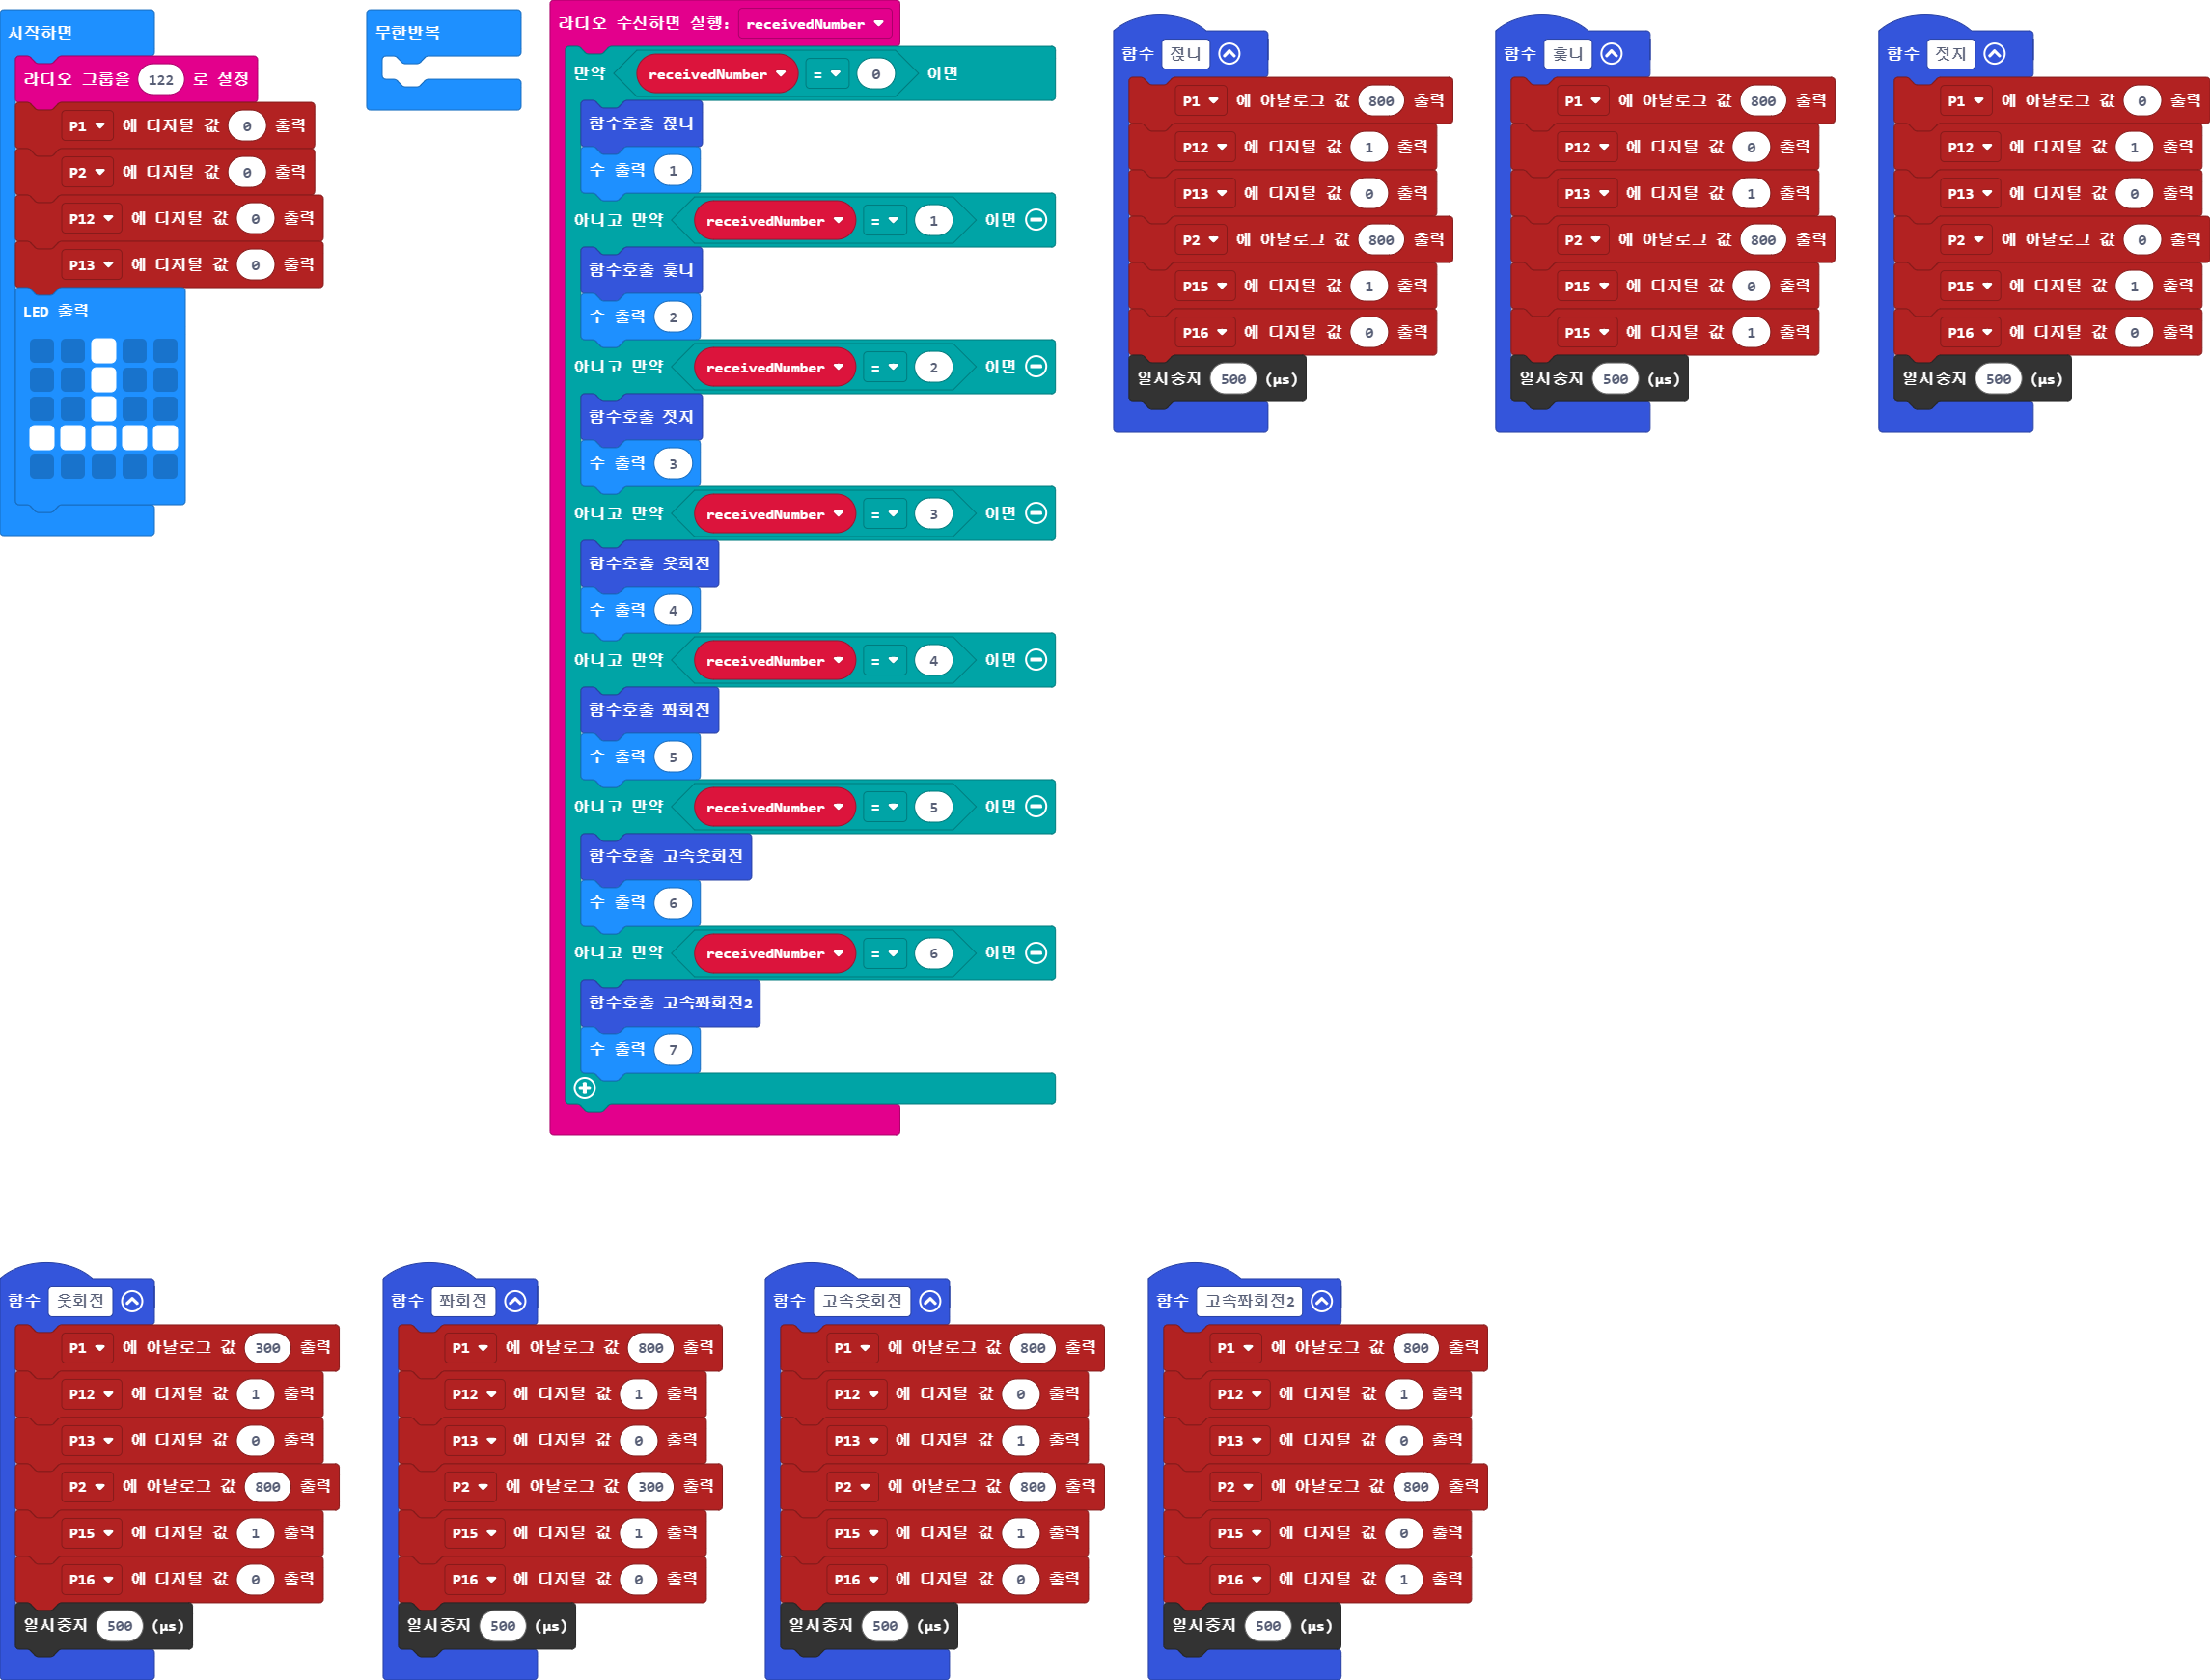 시작하면
라디오 그룹을 122 로 설정
P1 에 디지털 값 0 출력
P2 에 디지털 값 0 출력
P12 에 디지털 값 0 출력
P13 에 디지털 값 0 출력
LED 출력
무한반복
라디오 수신하면 실행: receivedNumber
만약 receivedNumber = 0 이면
함수호출
수 출력 1
아니고 만약 receivedNumber = 1 이면
함수호출
수 출력 2
아니고 만약 receivedNumber = 2 이면
함수호출 젓지
수 출력 3
아니고 만약 receivedNumber = 3 이면
함수호출 웃회전
수 출력 4
아니고 만약 receivedNumber = 4 이면
함수호출 쫘회전
수 출력 5
아니고 만약 receivedNumber = 5 이면
함수호출 고속웃회전
수 출력 6
아니고 만약 receivedNumber = 6 이면
함수호출 고속쫘회전2
수 출력 7
함수
P1 에 아날로그 값 800 출력
P12 에 디지털 값 1 출력
P13 에 디지털 값 0 출력
P2 에 아날로그 값 800 출력
P15 에 디지털 값 1 출력
P16 에 디지털 값 0 출력
일시중지 500 (µs)
함수
P1 에 아날로그 값 800 출력
P12 에 디지털 값 0 출력
P13 에 디지털 값 1 출력
P2 에 아날로그 값 800 출력
P15 에 디지털 값 0 출력
P15 에 디지털 값 1 출력
일시중지 500 (µs)
함수 젓지
P1 에 아날로그 값 0 출력
P12 에 디지털 값 1 출력
P13 에 디지털 값 0 출력
P2 에 아날로그 값 0 출력
P15 에 디지털 값 1 출력
P16 에 디지털 값 0 출력
일시중지 500 (µs)
함수 웃회전
P1 에 아날로그 값 300 출력
P12 에 디지털 값 1 출력
P13 에 디지털 값 0 출력
P2 에 아날로그 값 800 출력
P15 에 디지털 값 1 출력
P16 에 디지털 값 0 출력
일시중지 500 (µs)
함수 쫘회전
P1 에 아날로그 값 800 출력
P12 에 디지털 값 1 출력
P13 에 디지털 값 0 출력
P2 에 아날로그 값 300 출력
P15 에 디지털 값 1 출력
P16 에 디지털 값 0 출력
일시중지 500 (µs)
함수 고속웃회전
P1 에 아날로그 값 800 출력
P12 에 디지털 값 0 출력
P13 에 디지털 값 1 출력
P2 에 아날로그 값 800 출력
P15 에 디지털 값 1 출력
P16 에 디지털 값 0 출력
일시중지 500 (µs)
함수 고속쫘회전2
P1 에 아날로그 값 800 출력
P12 에 디지털 값 1 출력
P13 에 디지털 값 0 출력
P2 에 아날로그 값 800 출력
P15 에 디지털 값 0 출력
P16 에 디지털 값 1 출력
일시중지 500 (µs)